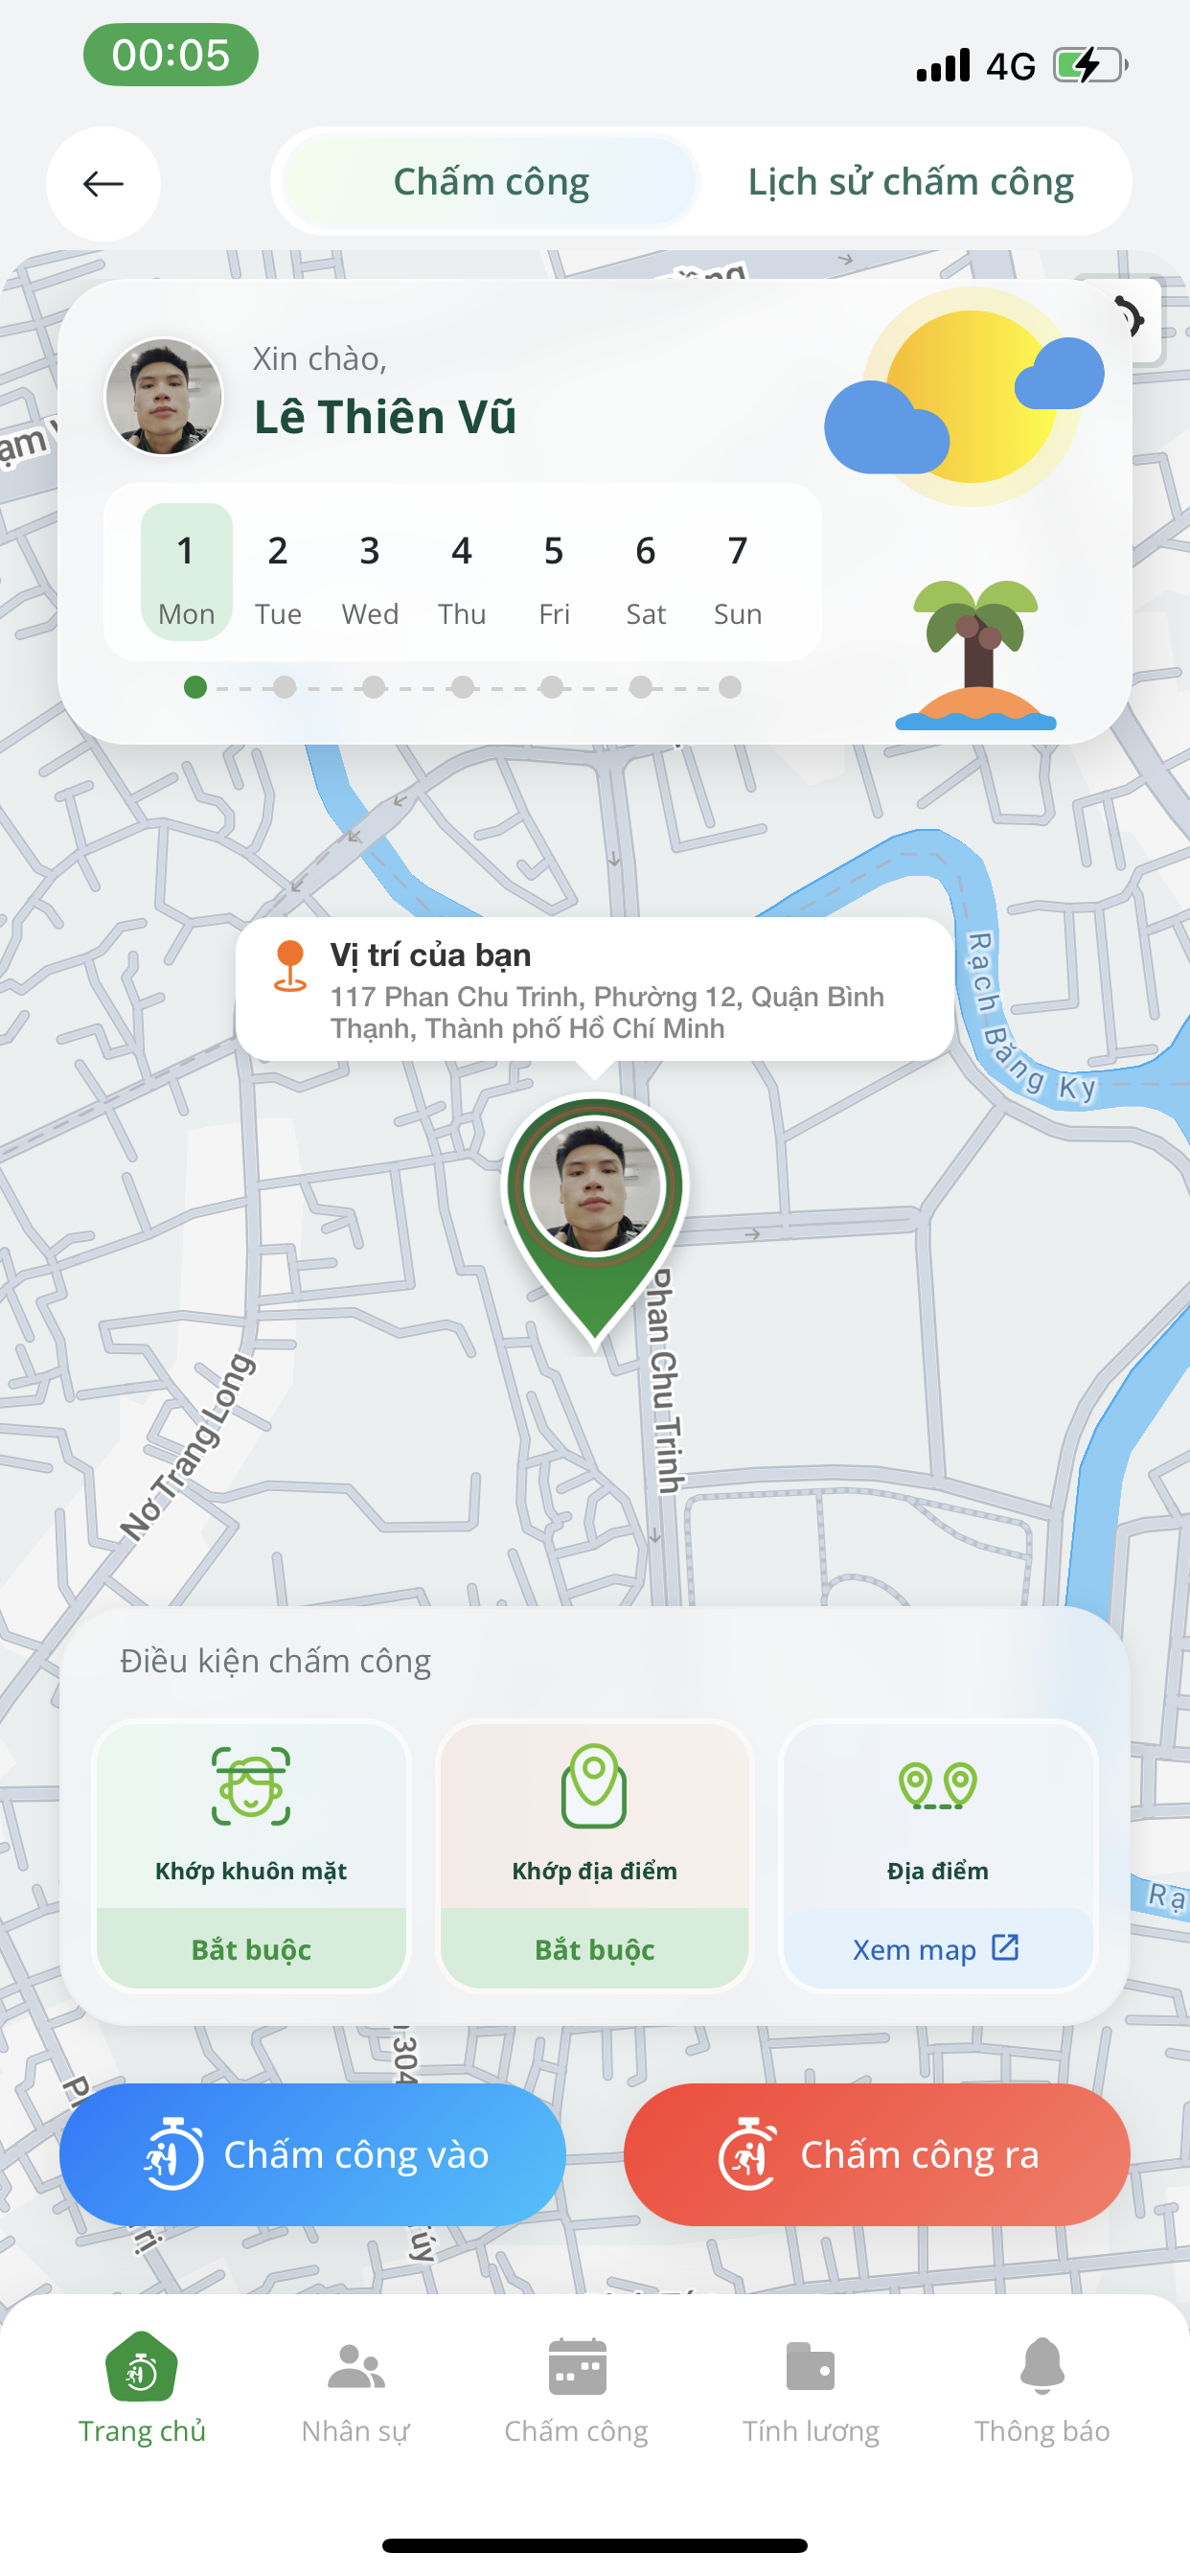 00:05
4G
Chấm công
Lịch sử chấm công
Xin chào,
Lê Thiên Vũ
1 2 3 4 5 6 7
Mon Tue Wed Thu Fri Sat Sun
Vị trí của bạn
117 Phan Chu Trinh, Phường 12, Quận Bình
Thạnh, Thành phố Hồ Chí Minh
Rạch Băng Ky
Phan Chu Trinh
Nơ Trang Long
Điều kiện chấm công
Khớp khuôn mặt
Khớp địa điểm
Địa điểm
Bắt buộc
Bắt buộc
Xem map
304
Chấm công vào
Chấm công ra
Trang chủ
Nhân sự
Chấm công
Tính lương
Thông báo